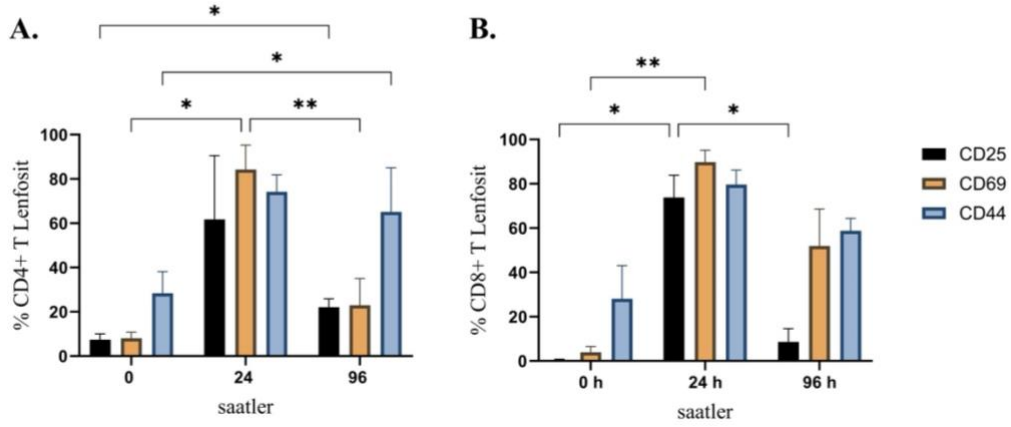 A.
*
*
*
**
% CD4+ T Lenfosit
100
80
60
40
20
0
0
24
96
saatler
B.
**
*
*
% CD8+ T Lenfosit
100
80
60
40
20
0
0 h
24 h
96 h
saatler
CD25
CD69
CD44